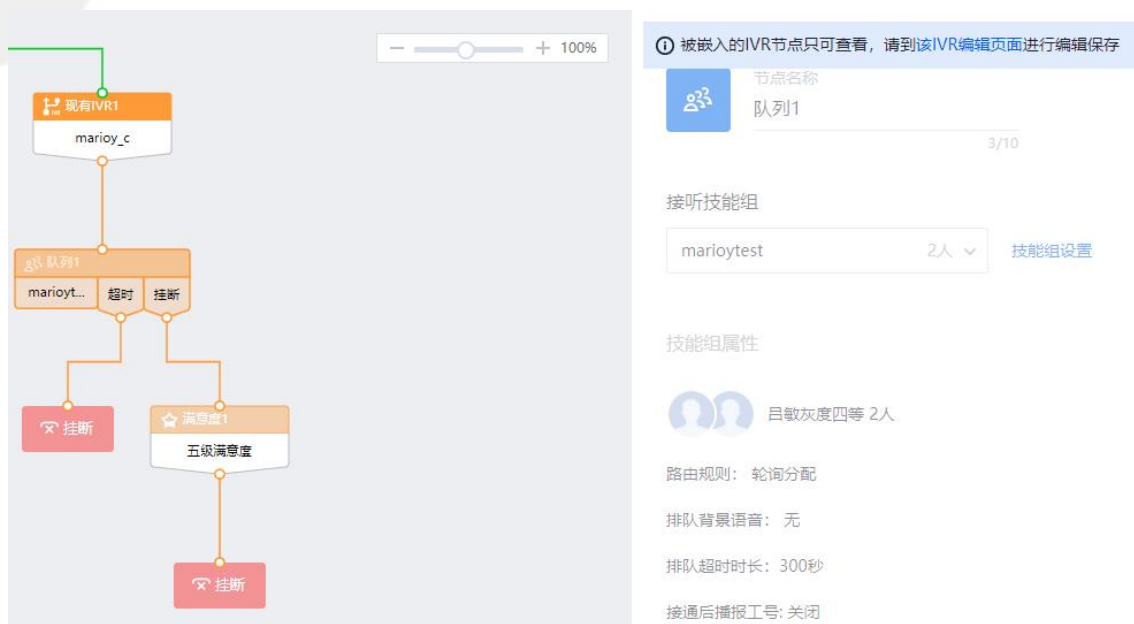 100%
现有IVR1
marioy_c
队列1
marioyt...
超时
挂断
挂断
满意度1
五级满意度
挂断
被嵌入的IVR节点只可查看，请到该IVR编辑页面进行编辑保存
节点名称
队列1
3/10
接听技能组
marioytest 2人 技能组设置
技能组属性
吕敏灰度四等 2人
路由规则： 轮询分配
排队背景语音： 无
排队超时时长：300秒
接通后播报工号: 关闭